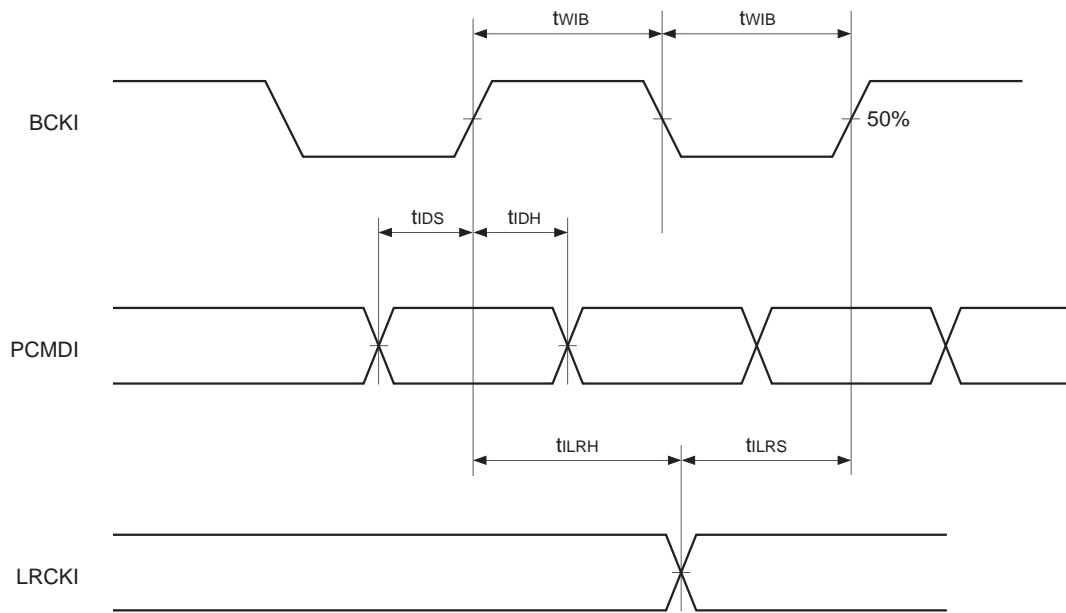 tWIB tWIB
BCKI
50%
tIDS tIDH
PCMDI
tILRH tILRS
LRCKI